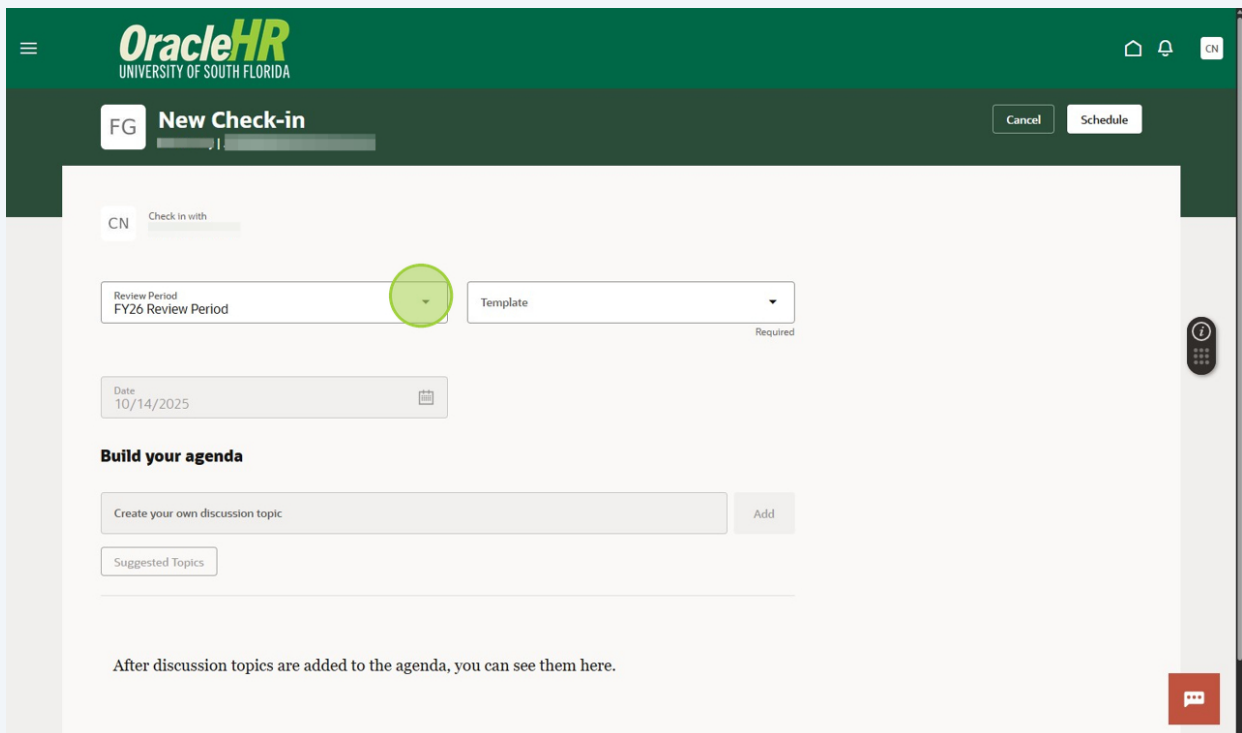 OracleHR
UNIVERSITY OF SOUTH FLORIDA
CN
FG
New Check-in
Cancel
Schedule
CN
Check in with
Review Period
FY26 Review Period
Template
Required
Date
10/14/2025
Build your agenda
Create your own discussion topic
Add
Suggested Topics
After discussion topics are added to the agenda, you can see them here.